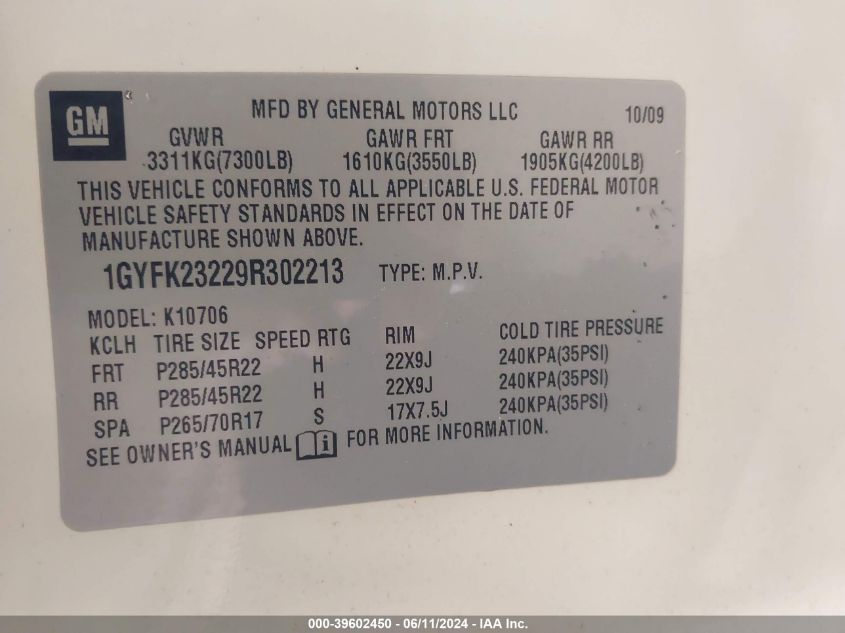 GM
MFD BY GENERAL MOTORS LLC 10/09
GVWR GAWR FRT GAWR RR
3311KG(7300LB) 1610KG(3550LB) 1905KG(4200LB)
THIS VEHICLE CONFORMS TO ALL APPLICABLE U.S. FEDERAL MOTOR
VEHICLE SAFETY STANDARDS IN EFFECT ON THE DATE OF
MANUFACTURE SHOWN ABOVE.
1GYFK23229R302213 TYPE: M.P.V.
MODEL: K10706
KCLH TIRE SIZE SPEED RTG RIM COLD TIRE PRESSURE
FRT P285/45R22 H 22X9J 240KPA(35PSI)
RR P285/45R22 H 22X9J 240KPA(35PSI)
SPA P265/70R17 S 17X7.5J 240KPA(35PSI)
SEE OWNER'S MANUAL i FOR MORE INFORMATION.
000-39602450 - 06/11/2024 - IAA Inc.